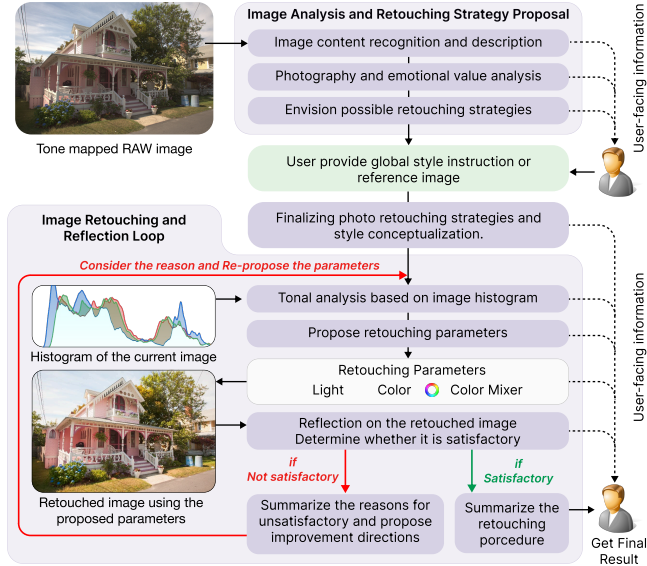 Image Analysis and Retouching Strategy Proposal
Image content recognition and description
Photography and emotional value analysis
Envision possible retouching strategies
Tone mapped RAW image
User-facing information
User provide global style instruction or
reference image
Image Retouching and
Reflection Loop
Finalizing photo retouching strategies and
style conceptualization.
Consider the reason and Re-propose the parameters
Tonal analysis based on image histogram
Propose retouching parameters
Histogram of the current image
Retouching Parameters
Light
Color
Color Mixer
User-facing information
Reflection on the retouched image
Determine whether it is satisfactory
if
Not satisfactory
if
Satisfactory
Retouched image using the
proposed parameters
Summarize the reasons for
unsatisfactory and propose
improvement directions
Summarize the
retouching
porcedure
Get Final
Result